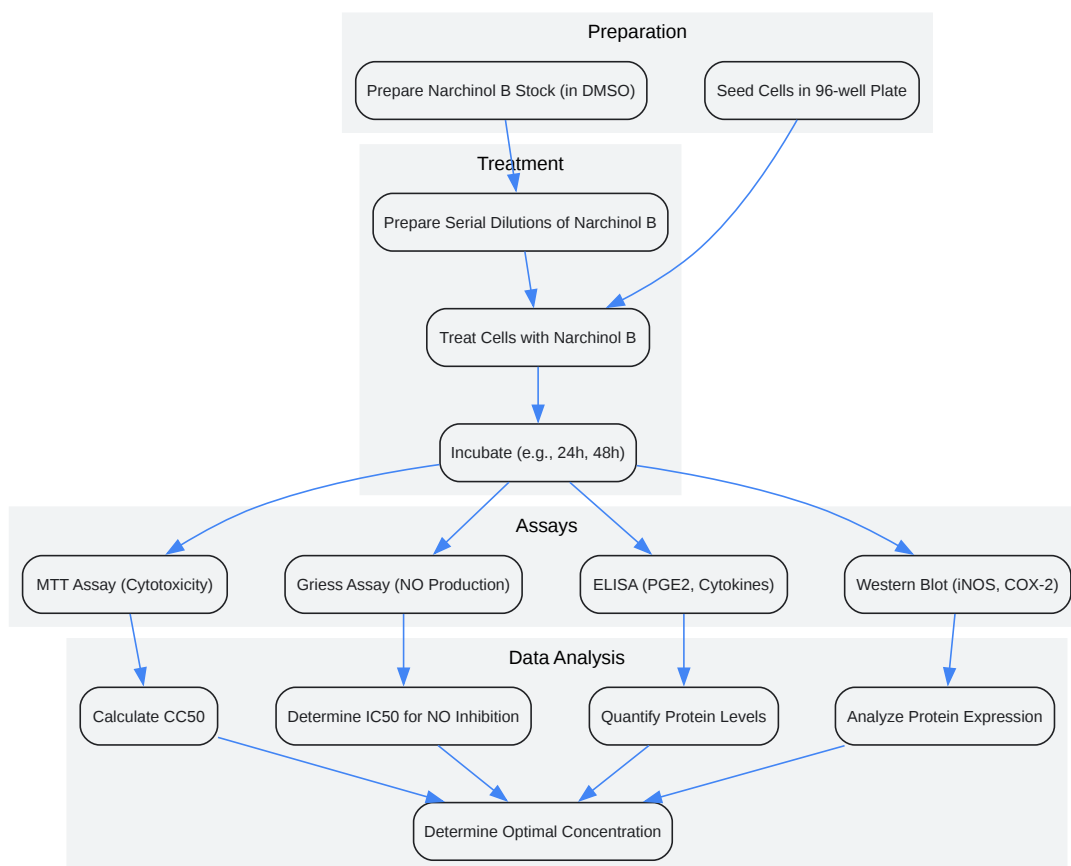 Preparation
Prepare Narchinol B Stock (in DMSO)
Seed Cells in 96-well Plate
Treatment
Prepare Serial Dilutions of Narchinol B
Treat Cells with Narchinol B
Incubate (e.g., 24h, 48h)
Assays
MTT Assay (Cytotoxicity)
Griess Assay (NO Production)
ELISA (PGE2, Cytokines)
Western Blot (iNOS, COX-2)
Data Analysis
Calculate CC50
Determine IC50 for NO Inhibition
Quantify Protein Levels
Analyze Protein Expression
Determine Optimal Concentration